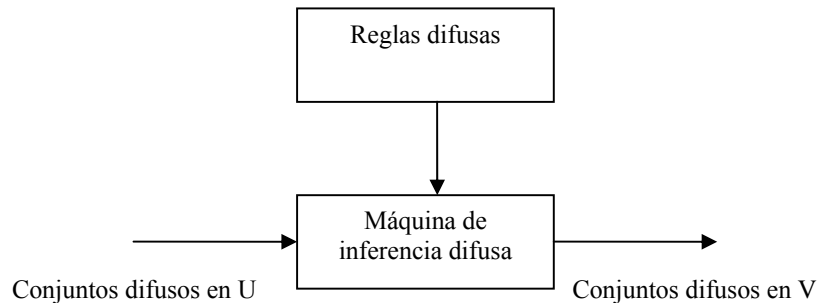 Reglas difusas
Máquina de
inferencia difusa
Conjuntos difusos en U
Conjuntos difusos en V